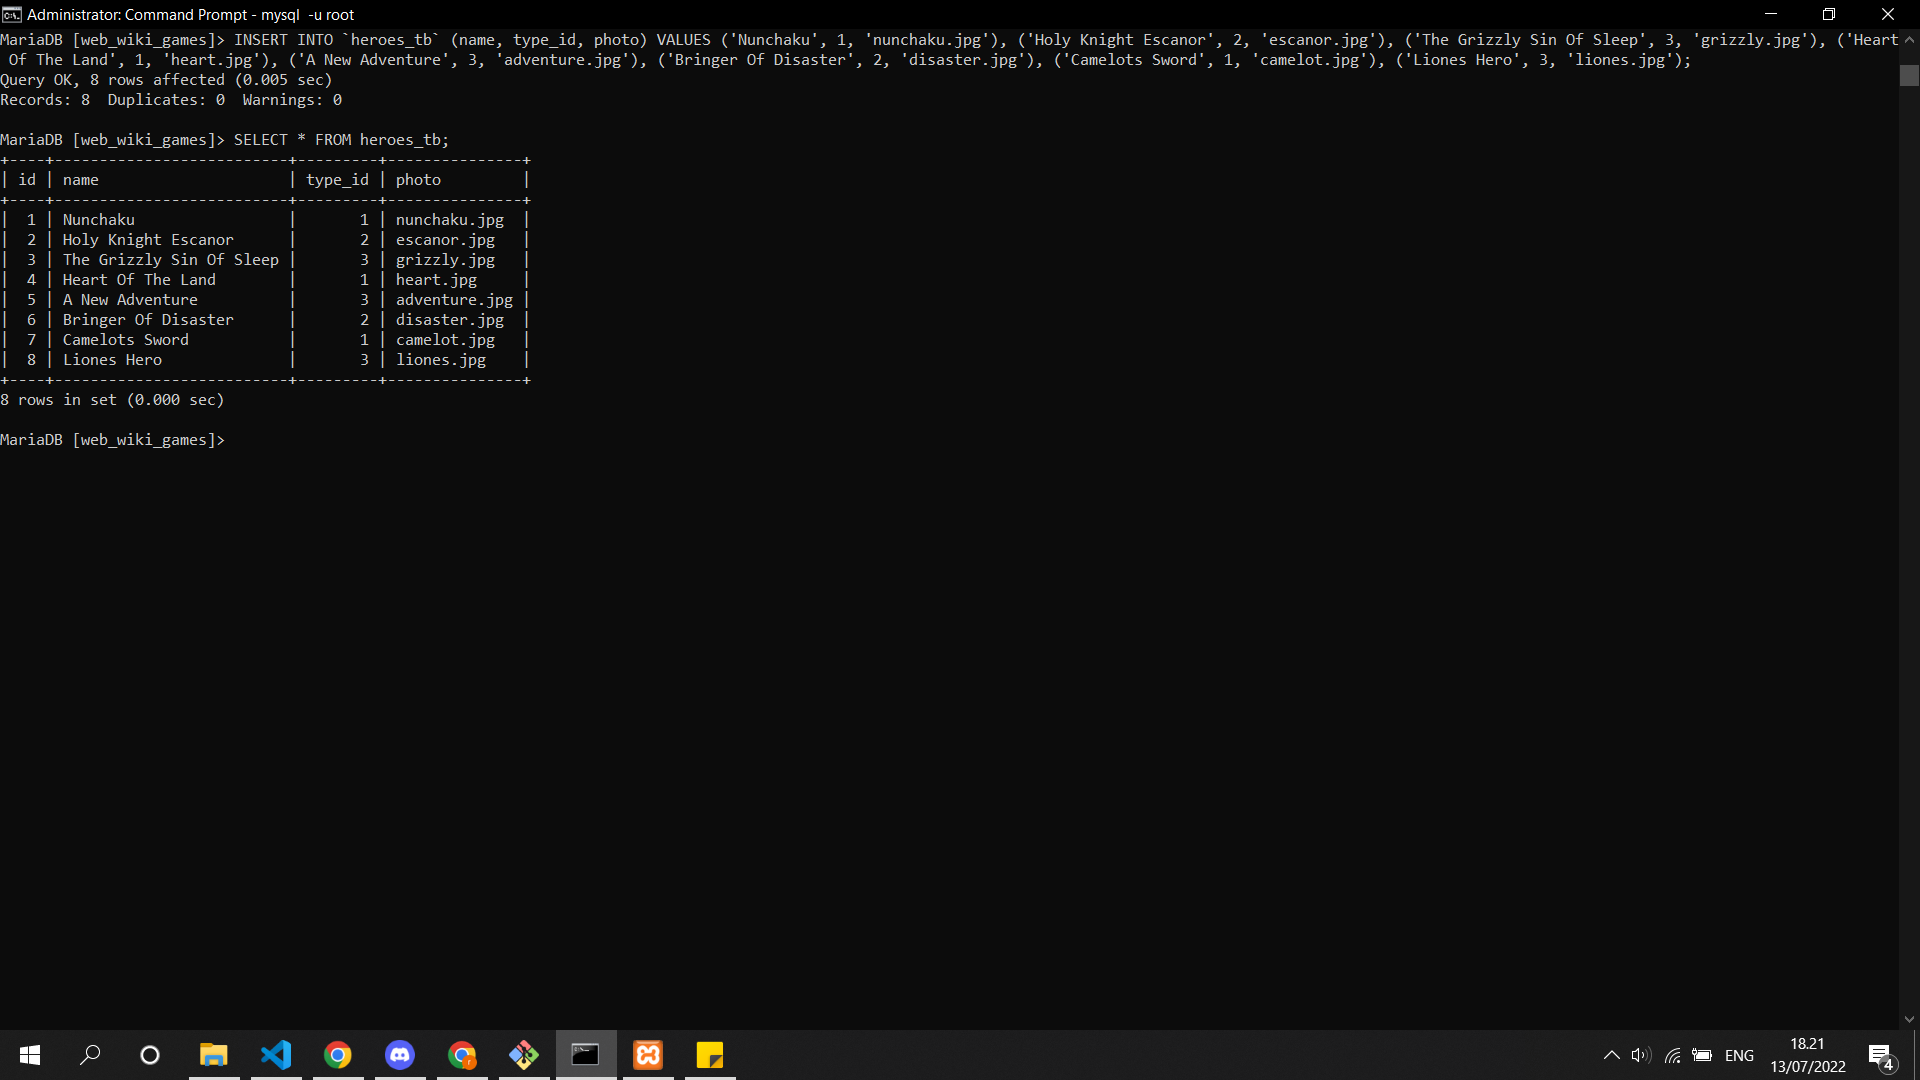 Administrator: Command Prompt - mysql  -u root
MariaDB [web_wiki_games]> INSERT INTO `heroes_tb` (name, type_id, photo) VALUES ('Nunchaku', 1, 'nunchaku.jpg'), ('Holy Knight Escanor', 2, 'escanor.jpg'), ('The Grizzly Sin Of Sleep', 3, 'grizzly.jpg'), ('Heart
 Of The Land', 1, 'heart.jpg'), ('A New Adventure', 3, 'adventure.jpg'), ('Bringer Of Disaster', 2, 'disaster.jpg'), ('Camelots Sword', 1, 'camelot.jpg'), ('Liones Hero', 3, 'liones.jpg');
Query OK, 8 rows affected (0.005 sec)
Records: 8  Duplicates: 0  Warnings: 0
MariaDB [web_wiki_games]> SELECT * FROM heroes_tb;
+----+--------------------------+---------+---------------+
| id | name                     | type_id | photo         |
+----+--------------------------+---------+---------------+
|  1 | Nunchaku                 |       1 | nunchaku.jpg  |
|  2 | Holy Knight Escanor      |       2 | escanor.jpg   |
|  3 | The Grizzly Sin Of Sleep |       3 | grizzly.jpg   |
|  4 | Heart Of The Land        |       1 | heart.jpg     |
|  5 | A New Adventure          |       3 | adventure.jpg |
|  6 | Bringer Of Disaster      |       2 | disaster.jpg  |
|  7 | Camelots Sword           |       1 | camelot.jpg   |
|  8 | Liones Hero              |       3 | liones.jpg    |
+----+--------------------------+---------+---------------+
8 rows in set (0.000 sec)
MariaDB [web_wiki_games]>
ENG
18.21
13/07/2022
4